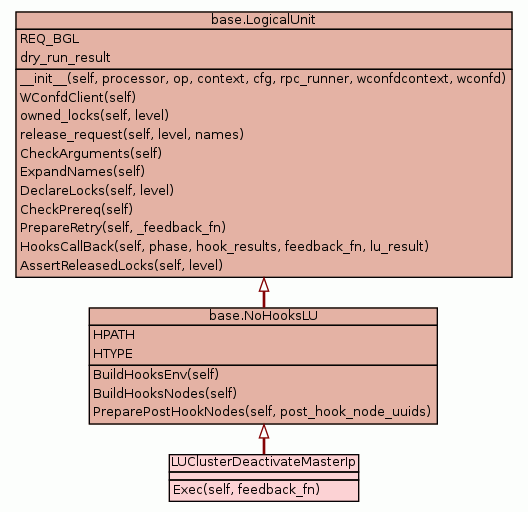 base.LogicalUnit
REQ_BGL
dry_run_result
__init__(self, processor, op, context, cfg, rpc_runner, wconfdcontext, wconfd)
WConfdClient(self)
owned_locks(self, level)
release_request(self, level, names)
CheckArguments(self)
ExpandNames(self)
DeclareLocks(self, level)
CheckPrereq(self)
PrepareRetry(self, _feedback_fn)
HooksCallBack(self, phase, hook_results, feedback_fn, lu_result)
AssertReleasedLocks(self, level)
base.NoHooksLU
HPATH
HTYPE
BuildHooksEnv(self)
BuildHooksNodes(self)
PreparePostHookNodes(self, post_hook_node_uuids)
LUClusterDeactivateMasterIp
Exec(self, feedback_fn)